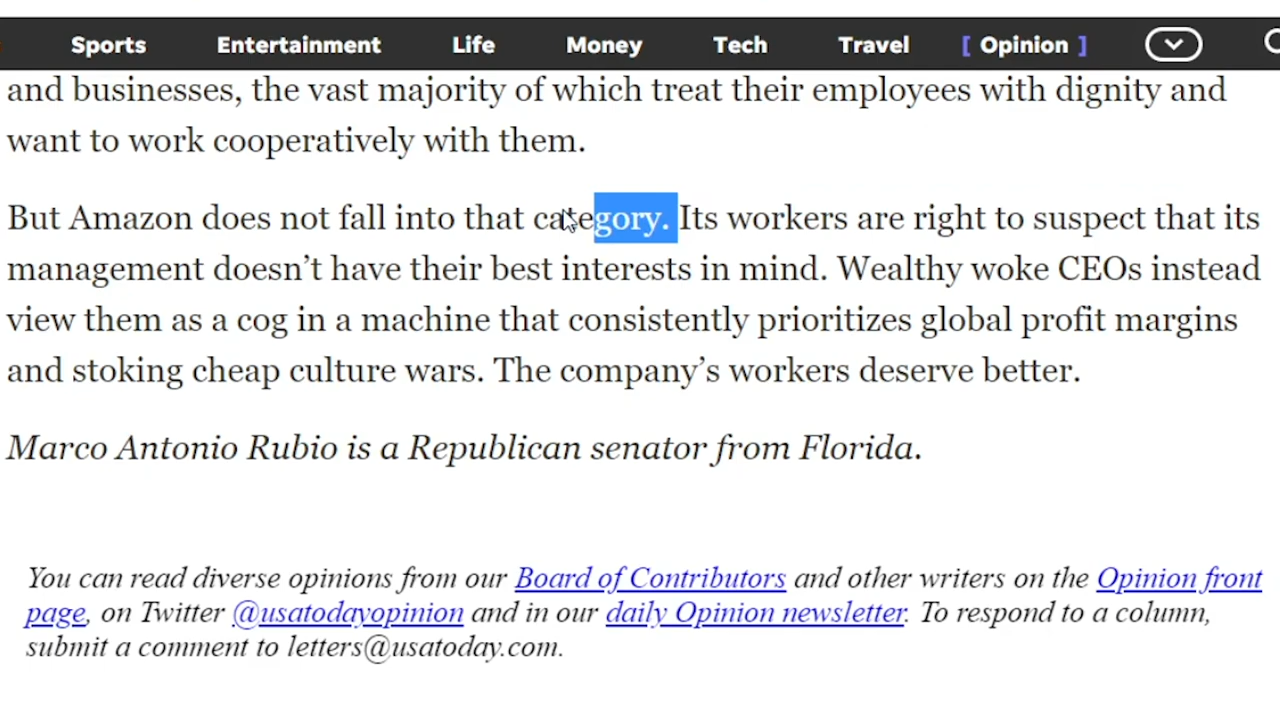 Sports Entertainment Life Money Tech Travel [ Opinion ]
and businesses, the vast majority of which treat their employees with dignity and
want to work cooperatively with them.
But Amazon does not fall into that category. Its workers are right to suspect that its
management doesn’t have their best interests in mind. Wealthy woke CEOs instead
view them as a cog in a machine that consistently prioritizes global profit margins
and stoking cheap culture wars. The company’s workers deserve better.
Marco Antonio Rubio is a Republican senator from Florida.
You can read diverse opinions from our Board of Contributors and other writers on the Opinion front
page, on Twitter @usatodayopinion and in our daily Opinion newsletter. To respond to a column,
submit a comment to letters@usatoday.com.